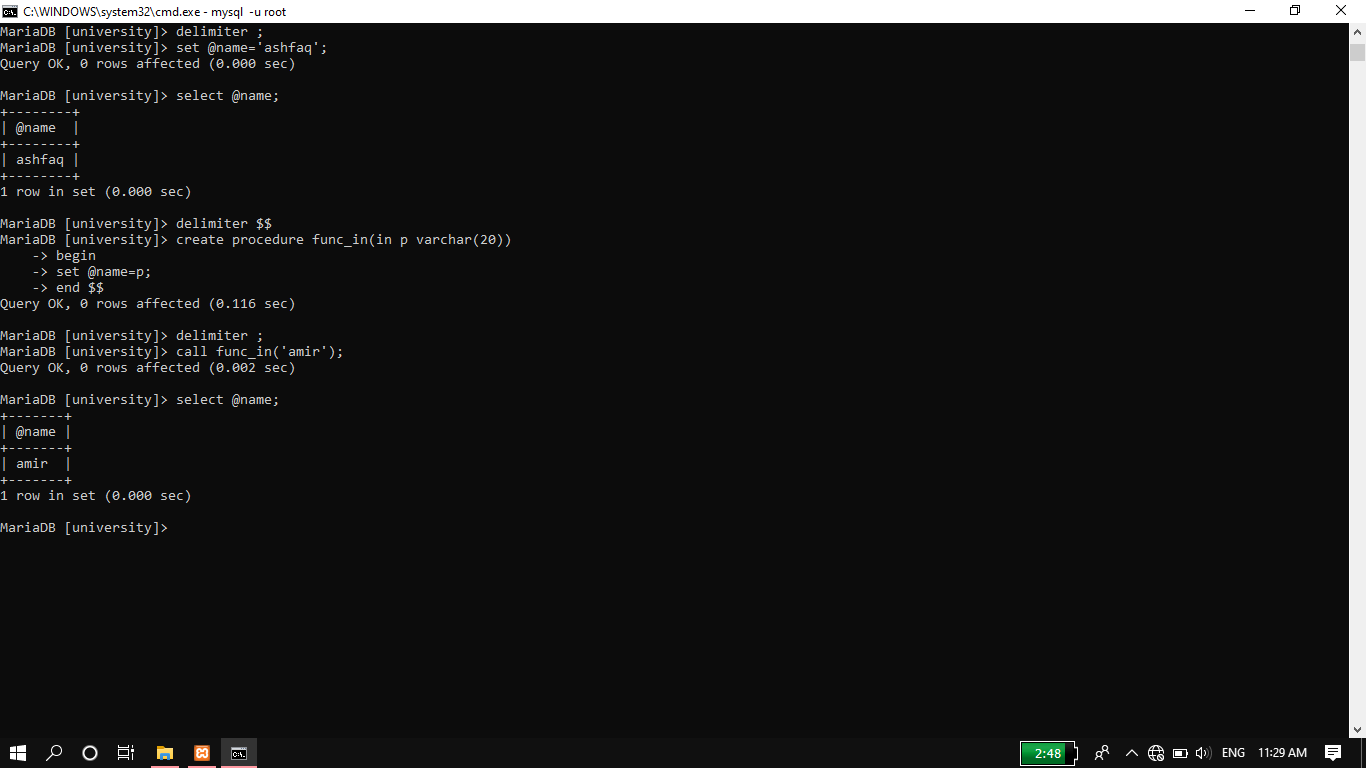 C:\WINDOWS\system32\cmd.exe - mysql  -u root
MariaDB [university]> delimiter ;
MariaDB [university]> set @name='ashfaq';
Query OK, 0 rows affected (0.000 sec)

MariaDB [university]> select @name;
+--------+
| @name  |
+--------+
| ashfaq |
+--------+
1 row in set (0.000 sec)

MariaDB [university]> delimiter $$
MariaDB [university]> create procedure func_in(in p varchar(20))
    -> begin
    -> set @name=p;
    -> end $$
Query OK, 0 rows affected (0.116 sec)

MariaDB [university]> delimiter ;
MariaDB [university]> call func_in('amir');
Query OK, 0 rows affected (0.002 sec)

MariaDB [university]> select @name;
+-------+
| @name |
+-------+
| amir  |
+-------+
1 row in set (0.000 sec)

MariaDB [university]>
2:48 ENG 11:29 AM